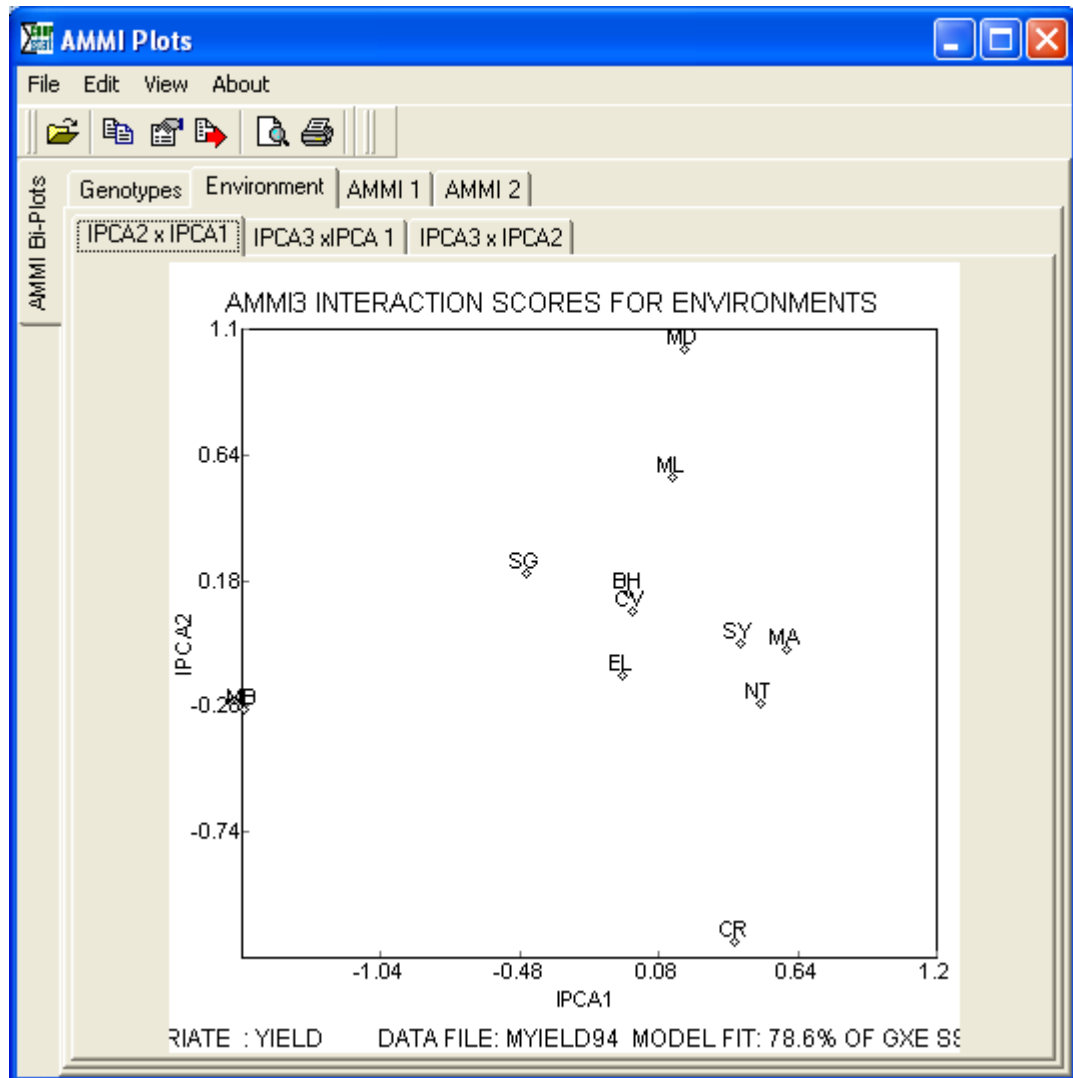 AMMI Plots
File Edit View About
AMMI Bi-Plots
Genotypes Environment AMMI 1 AMMI 2
IPCA2 x IPCA1 IPCA3 xIPCA 1 IPCA3 x IPCA2
AMMI3 INTERACTION SCORES FOR ENVIRONMENTS
1.1
MD
0.64
ML
SG
0.18
BH
CV
IPCA2
SY
MA
EL
NT
-0.28
-0.74
CR
-1.04 -0.48 0.08 0.64 1.2
IPCA1
RIATE : YIELD DATA FILE: MYIELD94 MODEL FIT: 78.6% OF GXE SS